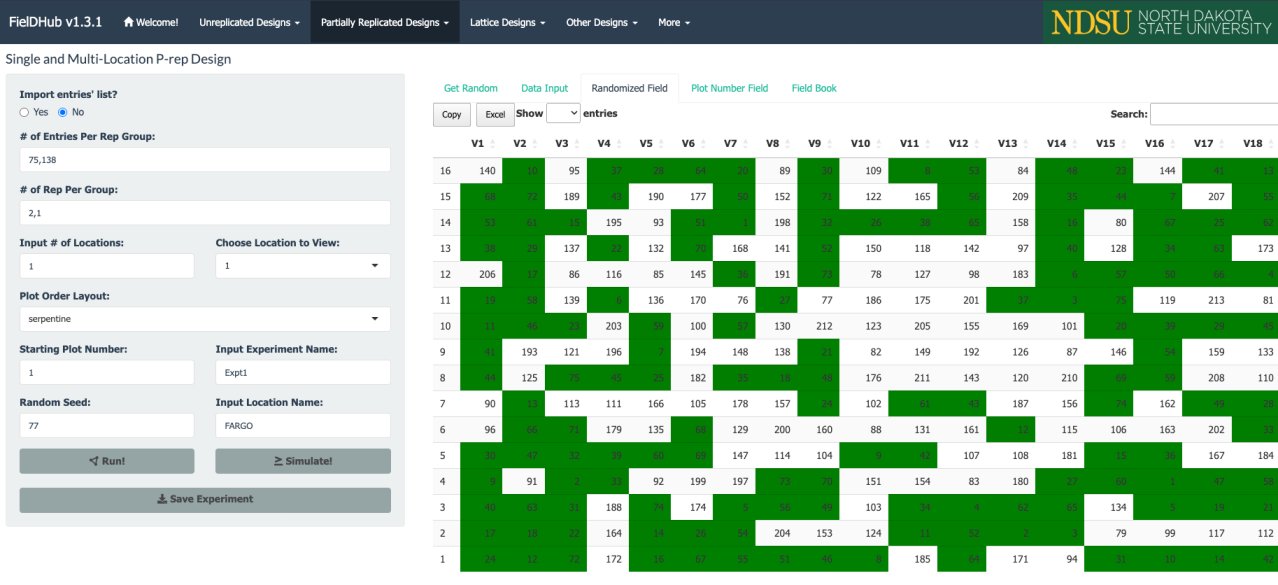 FielDHub v1.3.1 Welcome! Unreplicated Designs Partially Replicated Designs Lattice Designs Other Designs More NDSU NORTH DAKOTA STATE UNIVERSITY
Single and Multi-Location P-rep Design
Import entries' list?
Yes No
# of Entries Per Rep Group:
75,138
# of Rep Per Group:
2,1
Input # of Locations: Choose Location to View:
1 1
Plot Order Layout:
serpentine
Starting Plot Number: Input Experiment Name:
1 Expt1
Random Seed: Input Location Name:
77 FARGO
Run! Simulate!
Save Experiment
Get Random Data Input Randomized Field Plot Number Field Field Book
Copy Excel Show entries Search:
V1 V2 V3 V4 V5 V6 V7 V8 V9 V10 V11 V12 V13 V14 V15 V16 V17 V18
16 140 10 95 37 28 64 20 89 30 109 8 53 84 48 23 144 41 13
15 68 72 189 43 190 177 50 152 71 122 165 56 209 35 44 7 207 55
14 53 61 15 195 93 51 1 198 32 26 38 65 158 16 80 67 25 62
13 38 29 137 22 132 70 168 141 52 150 118 142 97 40 128 34 63 173
12 206 17 86 116 85 145 36 191 73 78 127 98 183 6 57 50 66 4
11 19 58 139 6 136 170 76 27 77 186 175 201 37 3 75 119 213 81
10 11 46 23 203 59 100 57 130 212 123 205 155 169 101 20 39 29 45
9 41 193 121 196 7 194 148 138 21 82 149 192 126 87 146 54 159 133
8 44 125 75 45 25 182 35 18 48 176 211 143 120 210 69 59 208 110
7 90 13 113 111 166 105 178 157 24 102 61 43 187 156 74 162 49 28
6 96 66 71 179 135 68 129 200 160 88 131 161 12 115 106 163 202 33
5 30 47 32 39 60 69 147 114 104 9 42 107 108 181 15 36 167 184
4 9 91 2 33 92 199 197 73 70 151 154 83 180 27 60 1 47 58
3 40 63 31 188 74 174 5 56 49 103 34 4 62 65 134 5 19 21
2 17 18 22 164 14 26 54 204 153 124 11 52 2 3 79 99 117 112
1 24 12 72 172 16 67 55 51 46 8 185 64 171 94 31 10 14 42